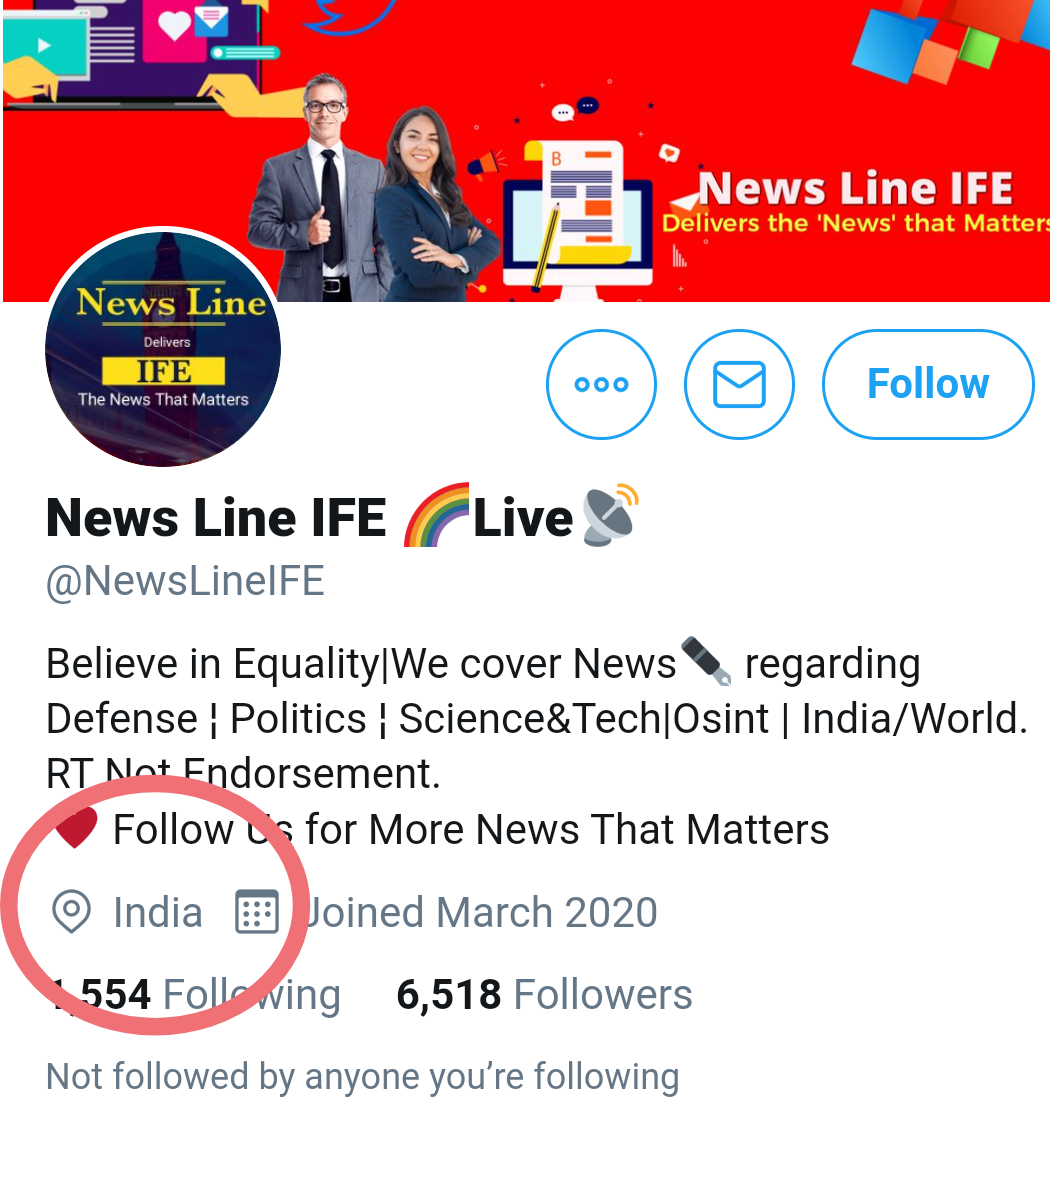 B
News Line IFE
Delivers the 'News' that Matters
News Line
Delivers
IFE
The News That Matters
Follow
News Line IFE 🌈Live📡
@NewsLineIFE
Believe in Equality|We cover News🎤 regarding
Defense ¦ Politics ¦ Science&Tech|Osint | India/World.
RT Not Endorsement.
♥ Follow Us for More News That Matters
India Joined March 2020
1,554 Following 6,518 Followers
Not followed by anyone you’re following